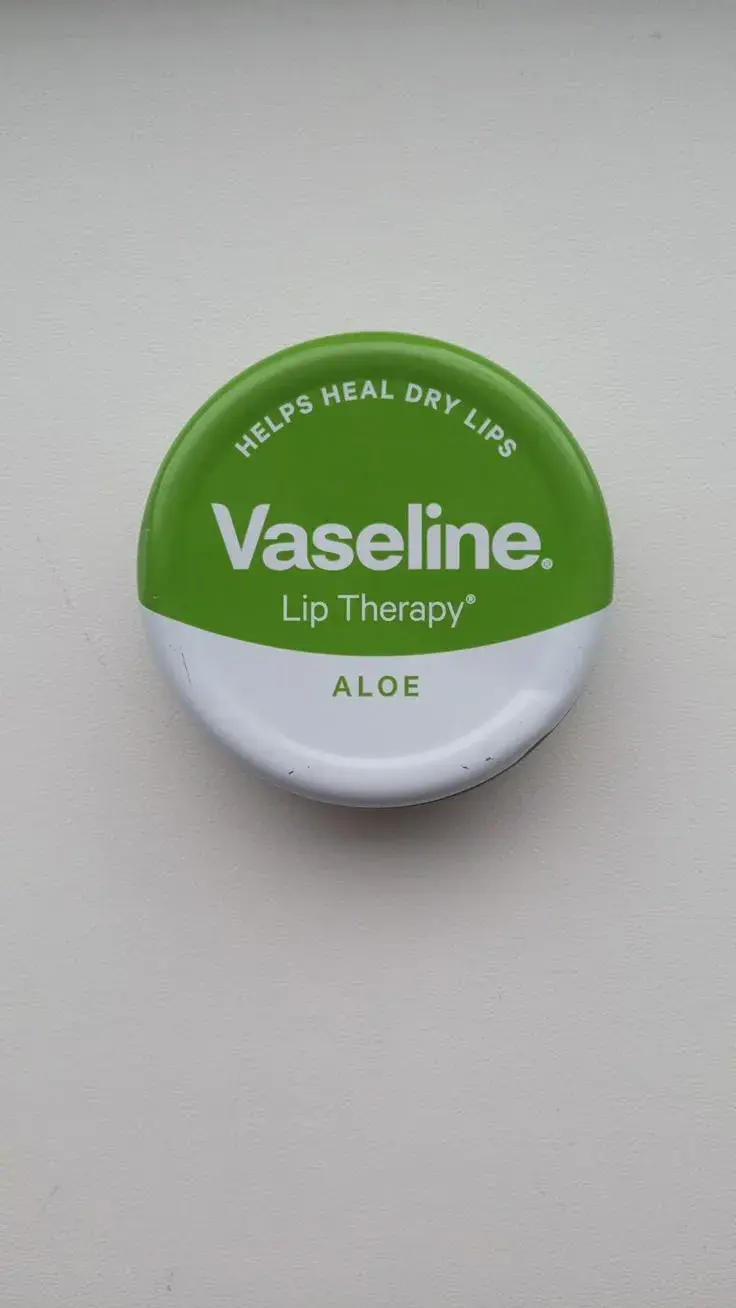 HELPS HEAL DRY LIPS
Vaseline®
Lip Therapy®
ALOE